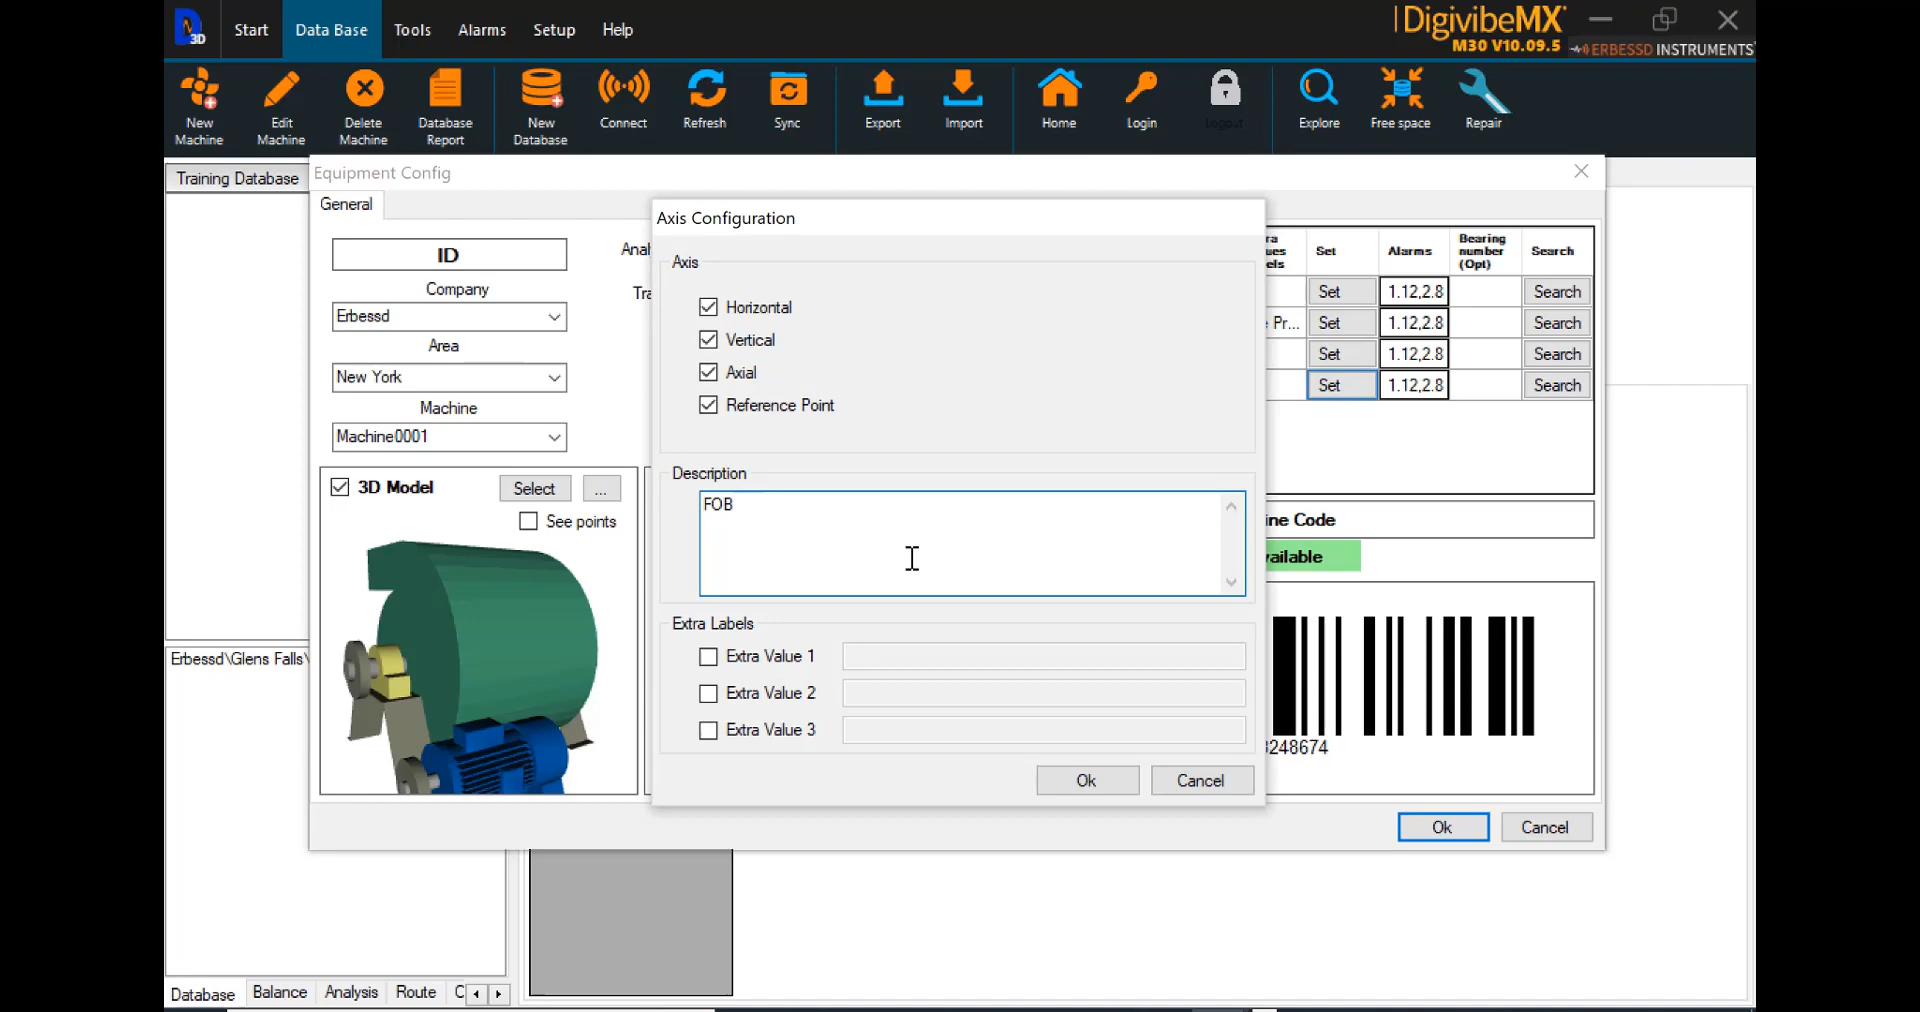 3D
Start
Data Base
Tools
Alarms
Setup
Help
DigivibeMX
M30 V10.09.5
ERBESSD INSTRUMENTS
New
Machine
Edit
Machine
Delete
Machine
Database
Report
New
Database
Connect
Refresh
Sync
Export
Import
Home
Login
Logout
Explore
Free space
Repair
Training Database
Equipment Config
General
ID
Company
Erbessd
Area
New York
Machine
Machine0001
3D Model
Select
...
See points
Axis Configuration
Axis
Horizontal
Vertical
Axial
Reference Point
Description
FOB
Extra Labels
Extra Value 1
Extra Value 2
Extra Value 3
Ok
Cancel
Set
Alarms
Bearing
number
(Opt)
Search
Set
1.12,2.8
Search
Pr...
Set
1.12,2.8
Search
Set
1.12,2.8
Search
Set
1.12,2.8
Search
Code
248674
Ok
Cancel
Erbessd\Glens Falls\
Database
Balance
Analysis
Route